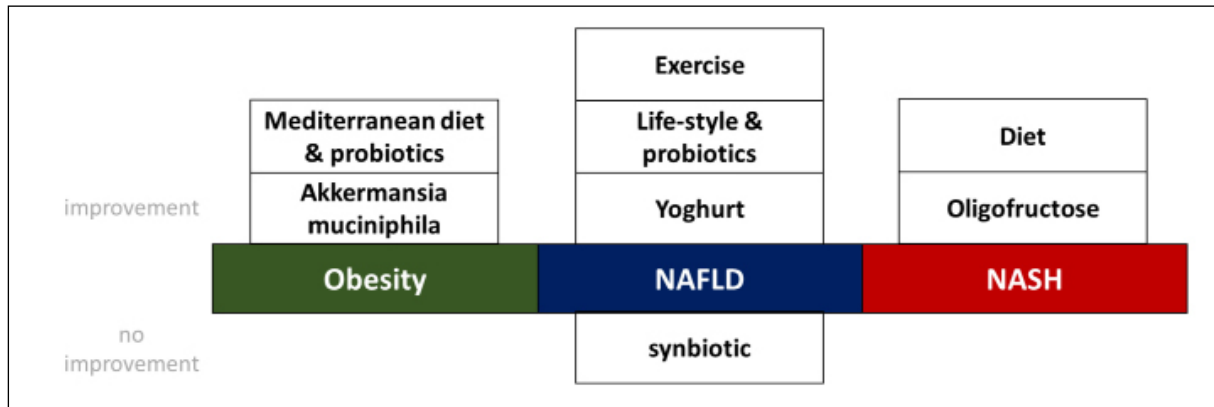 Exercise
Mediterranean diet
& probiotics
Life-style &
probiotics
Diet
improvement
Akkermansia
muciniphila
Yoghurt
Oligofructose
Obesity
NAFLD
NASH
no
improvement
synbiotic